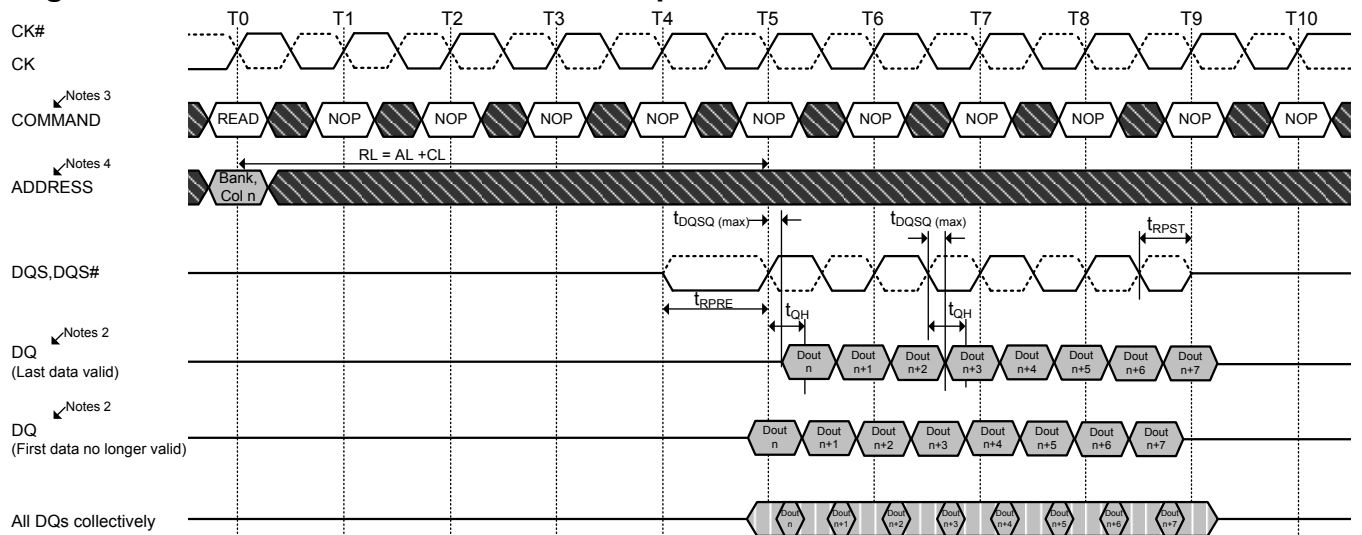 T0 T1 T2 T3 T4 T5 T6 T7 T8 T9 T10
CK#
CK
Notes 3
COMMAND
READ NOP NOP NOP NOP NOP NOP NOP NOP NOP NOP
RL = AL +CL
Notes 4
ADDRESS
Bank,
Col n
tDQSQ (max)
tDQSQ (max)
tRPST
DQS,DQS#
tRPRE
tQH
tQH
Notes 2
DQ
(Last data valid)
Dout n
Dout n+1
Dout n+2
Dout n+3
Dout n+4
Dout n+5
Dout n+6
Dout n+7
Notes 2
DQ
(First data no longer valid)
Dout n
Dout n+1
Dout n+2
Dout n+3
Dout n+4
Dout n+5
Dout n+6
Dout n+7
All DQs collectively
Dout n
Dout n+1
Dout n+2
Dout n+3
Dout n+4
Dout n+5
Dout n+6
Dout n+7